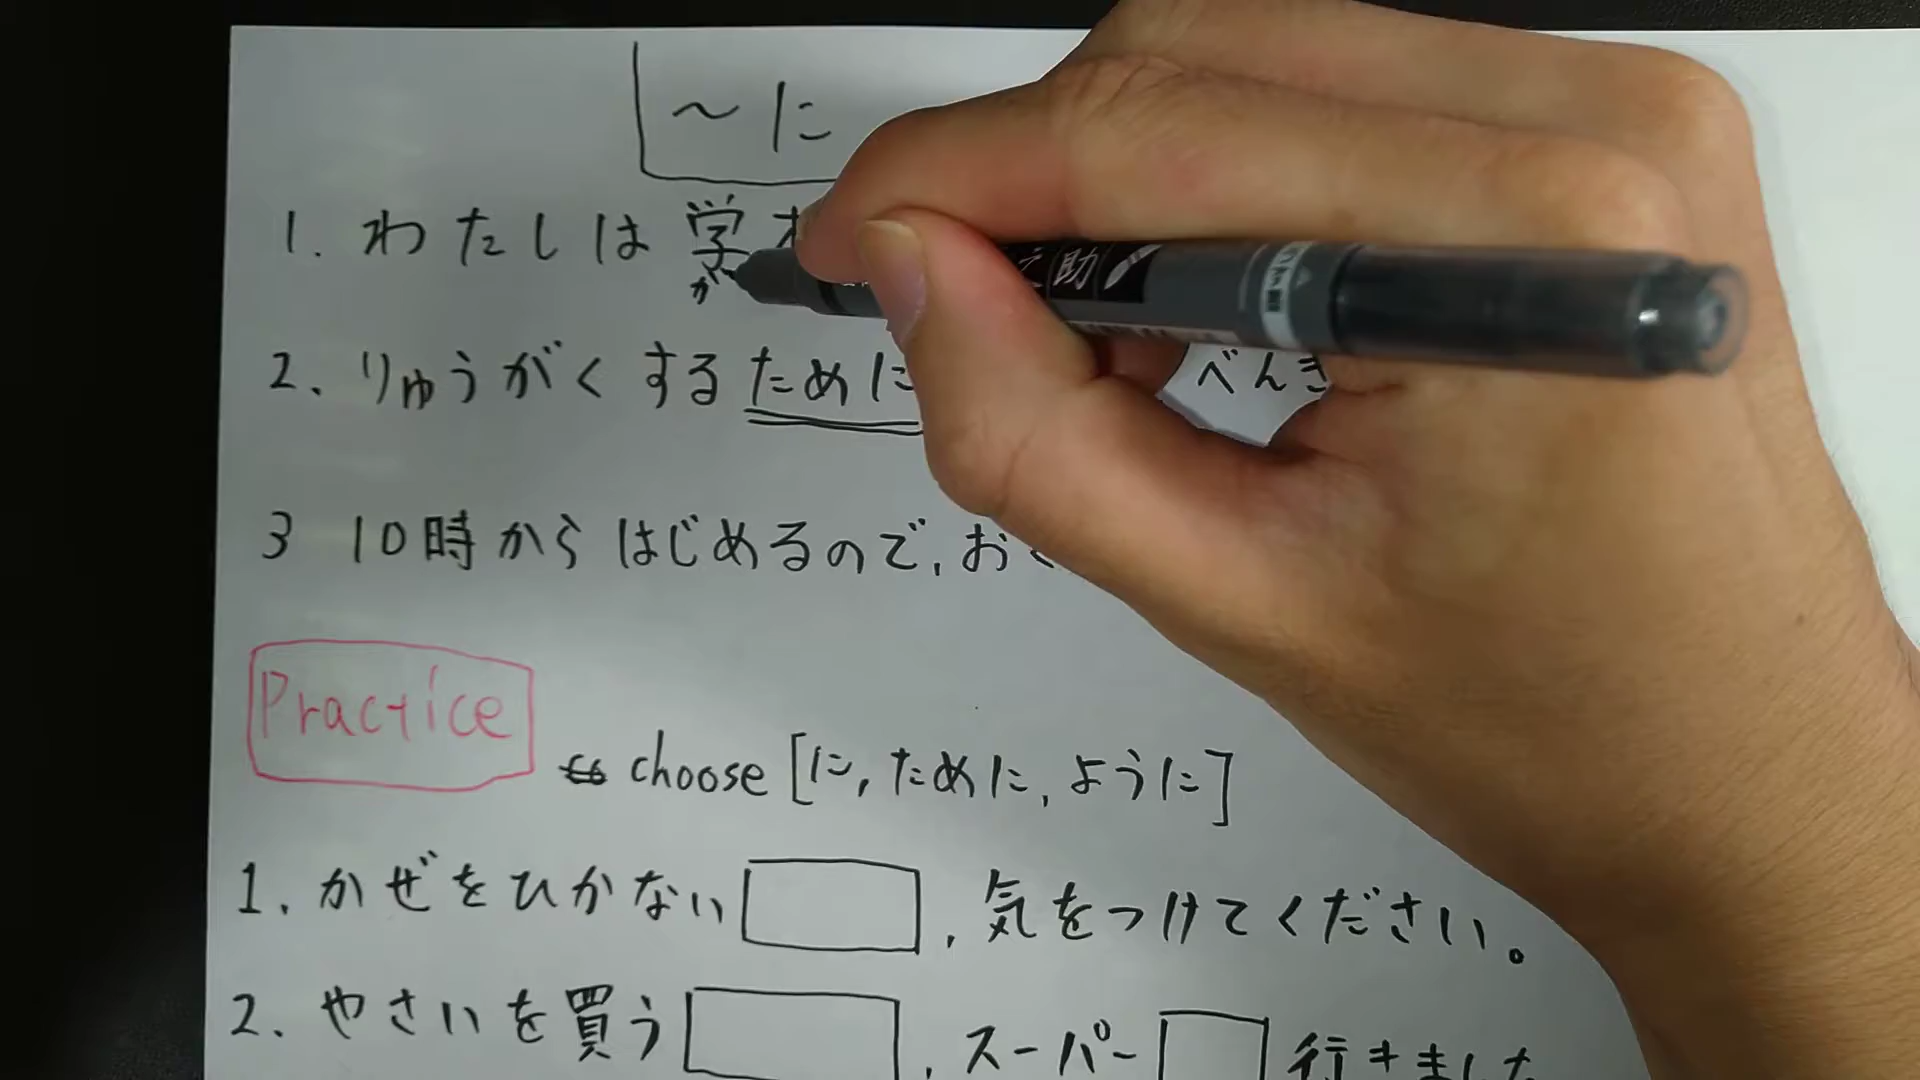 〜に
1. わたしは学
が
2. りゅうがくするために べんき
3 10時からはじめるので、お
Practice
choose [に, ために, ように]
1. かぜをひかない , 気をつけてください。
2. やさいを買う , スーパー 行きました
之助